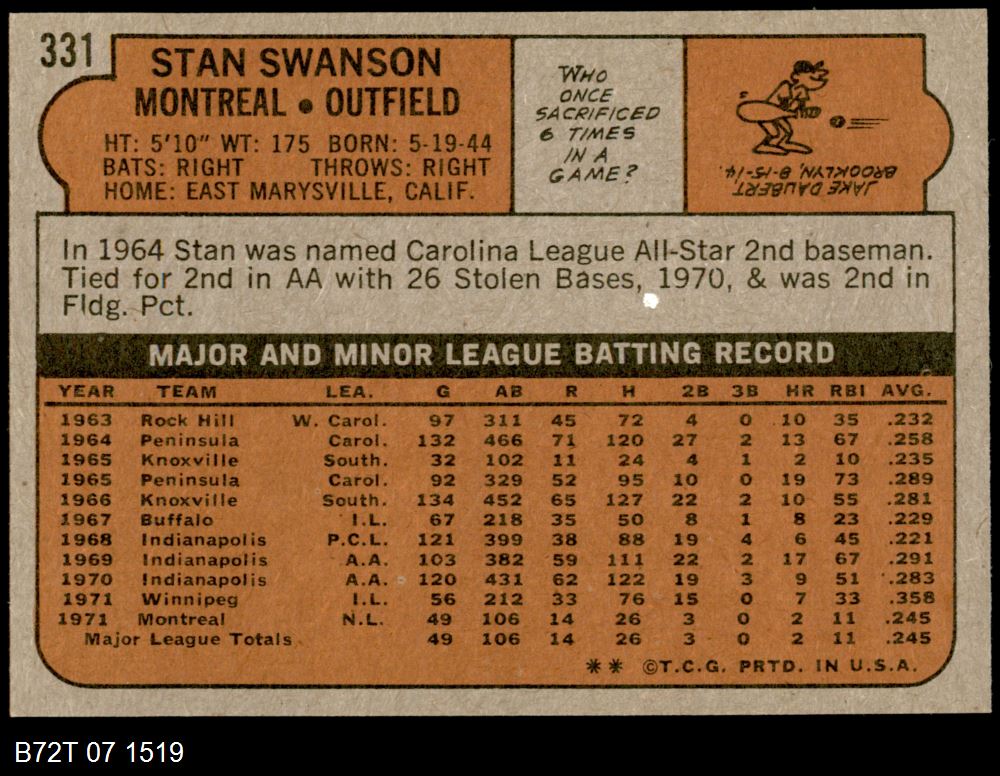 331
STAN SWANSON
MONTREAL • OUTFIELD
HT: 5'10" WT: 175 BORN: 5-19-44
BATS: RIGHT THROWS: RIGHT
HOME: EAST MARYSVILLE, CALIF.
WHO
ONCE
SACRIFICED
6 TIMES
IN A
GAME?
JAKE DAUBERT
BROOKLYN, 8-15-14.
In 1964 Stan was named Carolina League All-Star 2nd baseman.
Tied for 2nd in AA with 26 Stolen Bases, 1970, & was 2nd in
Fldg. Pct.
MAJOR AND MINOR LEAGUE BATTING RECORD
YEAR TEAM LEA. G AB R H 2B 3B HR RBI AVG.
1963 Rock Hill W. Carol. 97 311 45 72 4 0 10 35 .232
1964 Peninsula Carol. 132 466 71 120 27 2 13 67 .258
1965 Knoxville South. 32 102 11 24 4 1 2 10 .235
1965 Peninsula Carol. 92 329 52 95 10 0 19 73 .289
1966 Knoxville South. 134 452 65 127 22 2 10 55 .281
1967 Buffalo I.L. 67 218 35 50 8 1 8 23 .229
1968 Indianapolis P.C.L. 121 399 38 88 19 4 6 45 .221
1969 Indianapolis A.A. 103 382 59 111 22 2 17 67 .291
1970 Indianapolis A.A. 120 431 62 122 19 3 9 51 .283
1971 Winnipeg I.L. 56 212 33 76 15 0 7 33 .358
1971 Montreal N.L. 49 106 14 26 3 0 2 11 .245
Major League Totals 49 106 14 26 3 0 2 11 .245
** ©T.C.G. PRTD. IN U.S.A.
B72T 07 1519